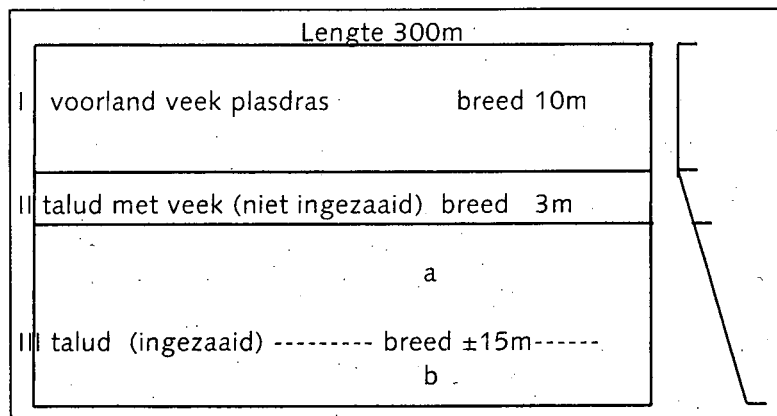 Lengte 300m
I voorland veek plasdras breed 10m
II talud met veek (niet ingezaaid) breed 3m
a
III talud (ingezaaid) --------- breed ±15m------
b